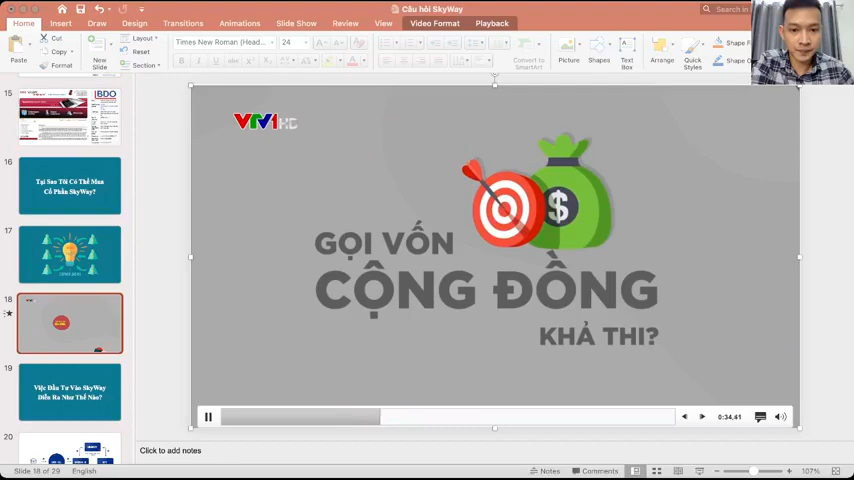 Câu hỏi SkyWay
Search in
Home
Insert
Draw
Design
Transitions
Animations
Slide Show
Review
View
Video Format
Playback
Paste
Cut
Copy
Format
New
Slide
Layout
Reset
Section
Times New Roman (Head...
24
Convert to
SmartArt
Picture
Shapes
Text
Box
Arrange
Quick
Styles
Shape F
Shape O
15
BDO
16
Tại Sao Tôi Có Thể Mua
Cổ Phần SkyWay?
17
18
19
Việc Đầu Tư Vào SkyWay
Diễn Ra Như Thế Nào?
20
VTV1 HD
GỌI VỐN
CỘNG ĐỒNG
KHẢ THI?
0:34,41
Click to add notes
Slide 18 of 29
English
Notes
Comments
107%